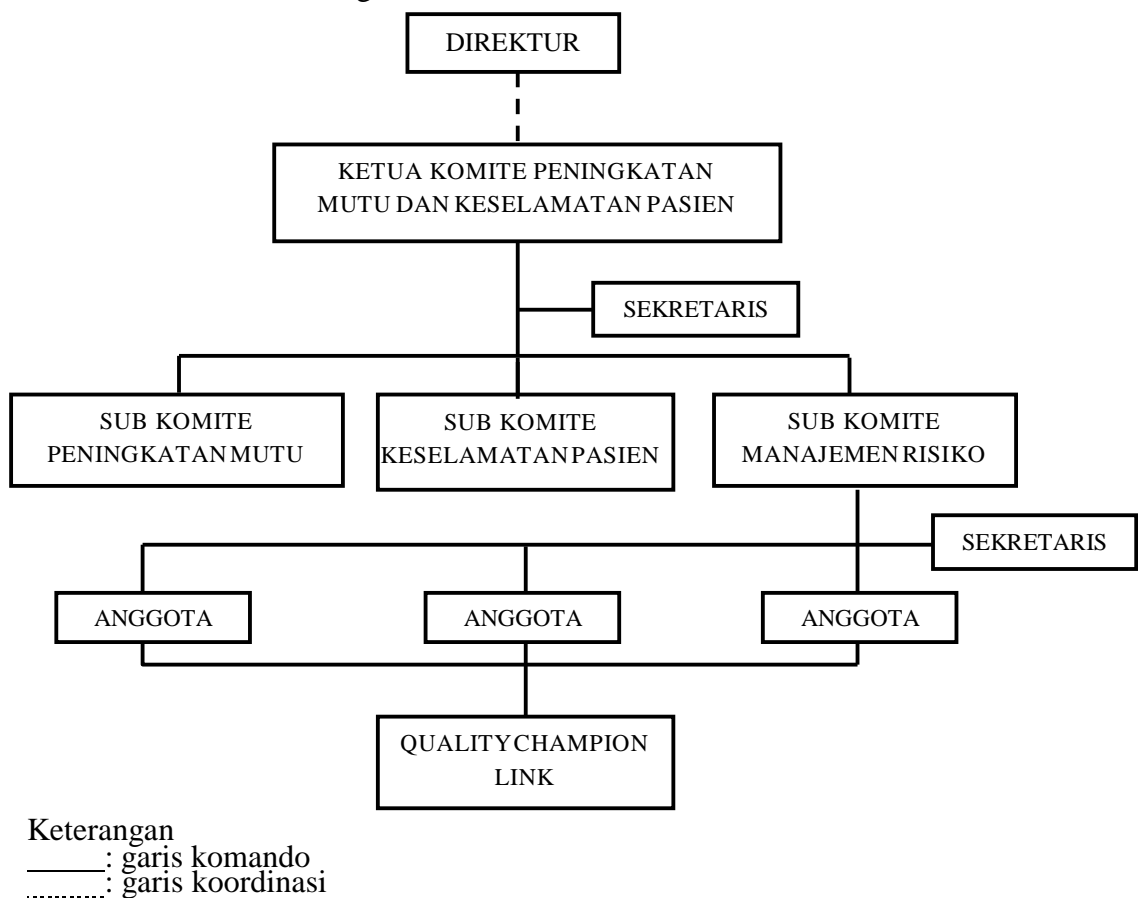 DIREKTUR
KETUA KOMITE PENINGKATAN
MUTU DAN KESELAMATAN PASIEN
SEKRETARIS
SUB KOMITE
PENINGKATAN MUTU
SUB KOMITE
KESELAMATAN PASIEN
SUB KOMITE
MANAJEMEN RISIKO
SEKRETARIS
ANGGOTA
ANGGOTA
ANGGOTA
QUALITY CHAMPION
LINK
Keterangan
: garis komando
: garis koordinasi